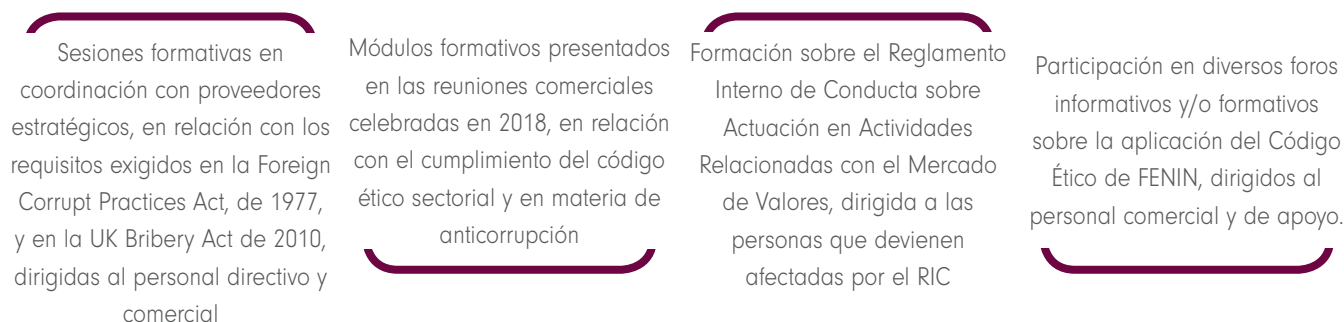 Sesiones formativas en
coordinación con proveedores
estratégicos, en relación con los
requisitos exigidos en la Foreign
Corrupt Practices Act, de 1977,
y en la UK Bribery Act de 2010,
dirigidas al personal directivo y
comercial
Módulos formativos presentados
en las reuniones comerciales
celebradas en 2018, en relación
con el cumplimiento del código
ético sectorial y en materia de
anticorrupción
Formación sobre el Reglamento
Interno de Conducta sobre
Actuación en Actividades
Relacionadas con el Mercado
de Valores, dirigida a las
personas que devienen
afectadas por el RIC
Participación en diversos foros
informativos y/o formativos
sobre la aplicación del Código
Ético de FENIN, dirigidos al
personal comercial y de apoyo.